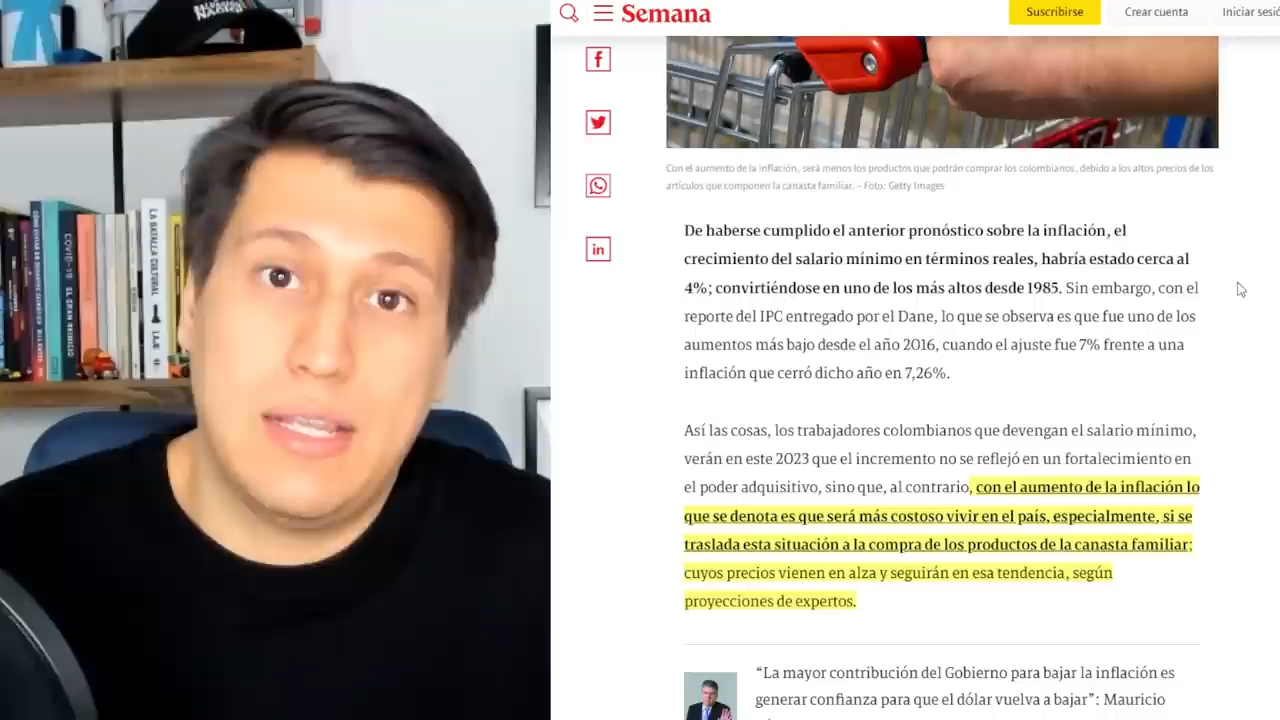 Semana
Suscribirse
Crear cuenta
Iniciar sesió
NACIÓN
COVID-19 EL GRAN REINICIO
LA BATALLA CULTURAL
LAJE
Con el aumento de la inflación, será menos los productos que podrán comprar los colombianos, debido a los altos precios de los
artículos que componen la canasta familiar. - Foto: Getty Images
De haberse cumplido el anterior pronóstico sobre la inflación, el
crecimiento del salario mínimo en términos reales, habría estado cerca al
4%; convirtiéndose en uno de los más altos desde 1985. Sin embargo, con el
reporte del IPC entregado por el Dane, lo que se observa es que fue uno de los
aumentos más bajo desde el año 2016, cuando el ajuste fue 7% frente a una
inflación que cerró dicho año en 7,26%.
Así las cosas, los trabajadores colombianos que devengan el salario mínimo,
verán en este 2023 que el incremento no se reflejó en un fortalecimiento en
el poder adquisitivo, sino que, al contrario, con el aumento de la inflación lo
que se denota es que será más costoso vivir en el país, especialmente, si se
traslada esta situación a la compra de los productos de la canasta familiar;
cuyos precios vienen en alza y seguirán en esa tendencia, según
proyecciones de expertos.
“La mayor contribución del Gobierno para bajar la inflación es
generar confianza para que el dólar vuelva a bajar”: Mauricio